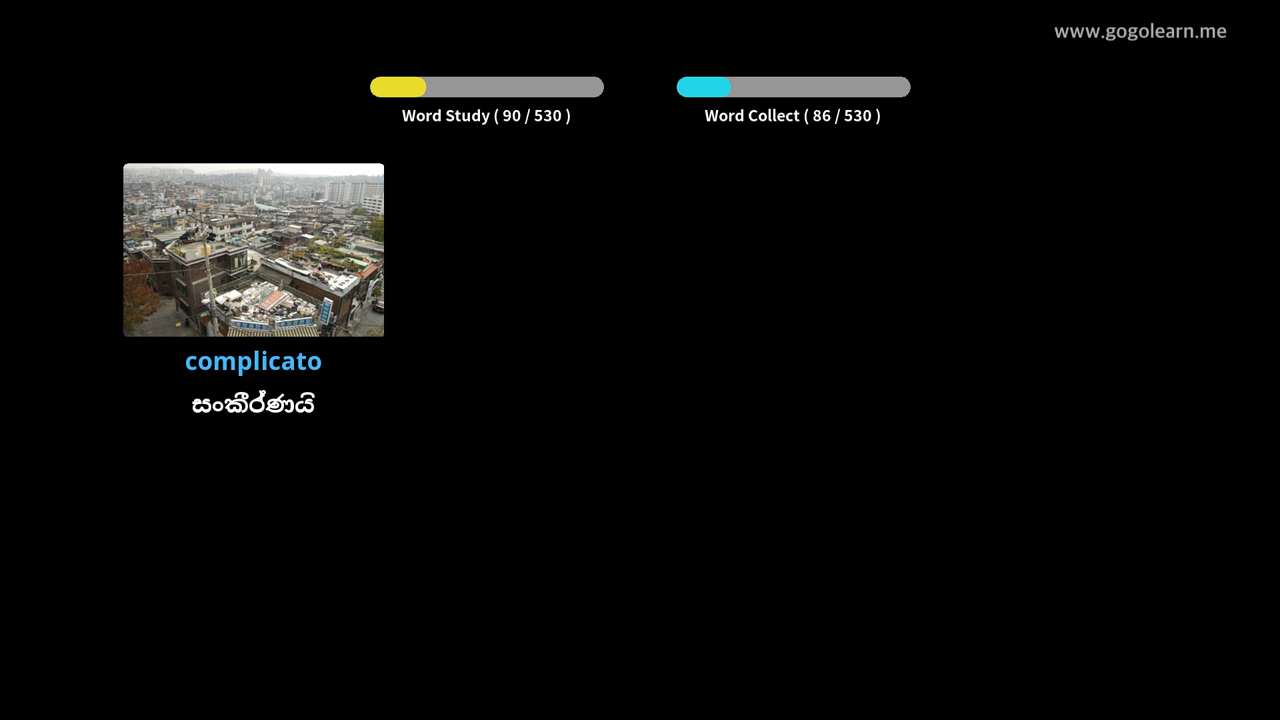 www.gogolearn.me
Word Study ( 90 / 530 )
Word Collect ( 86 / 530 )
complicato
සංකීර්ණයි